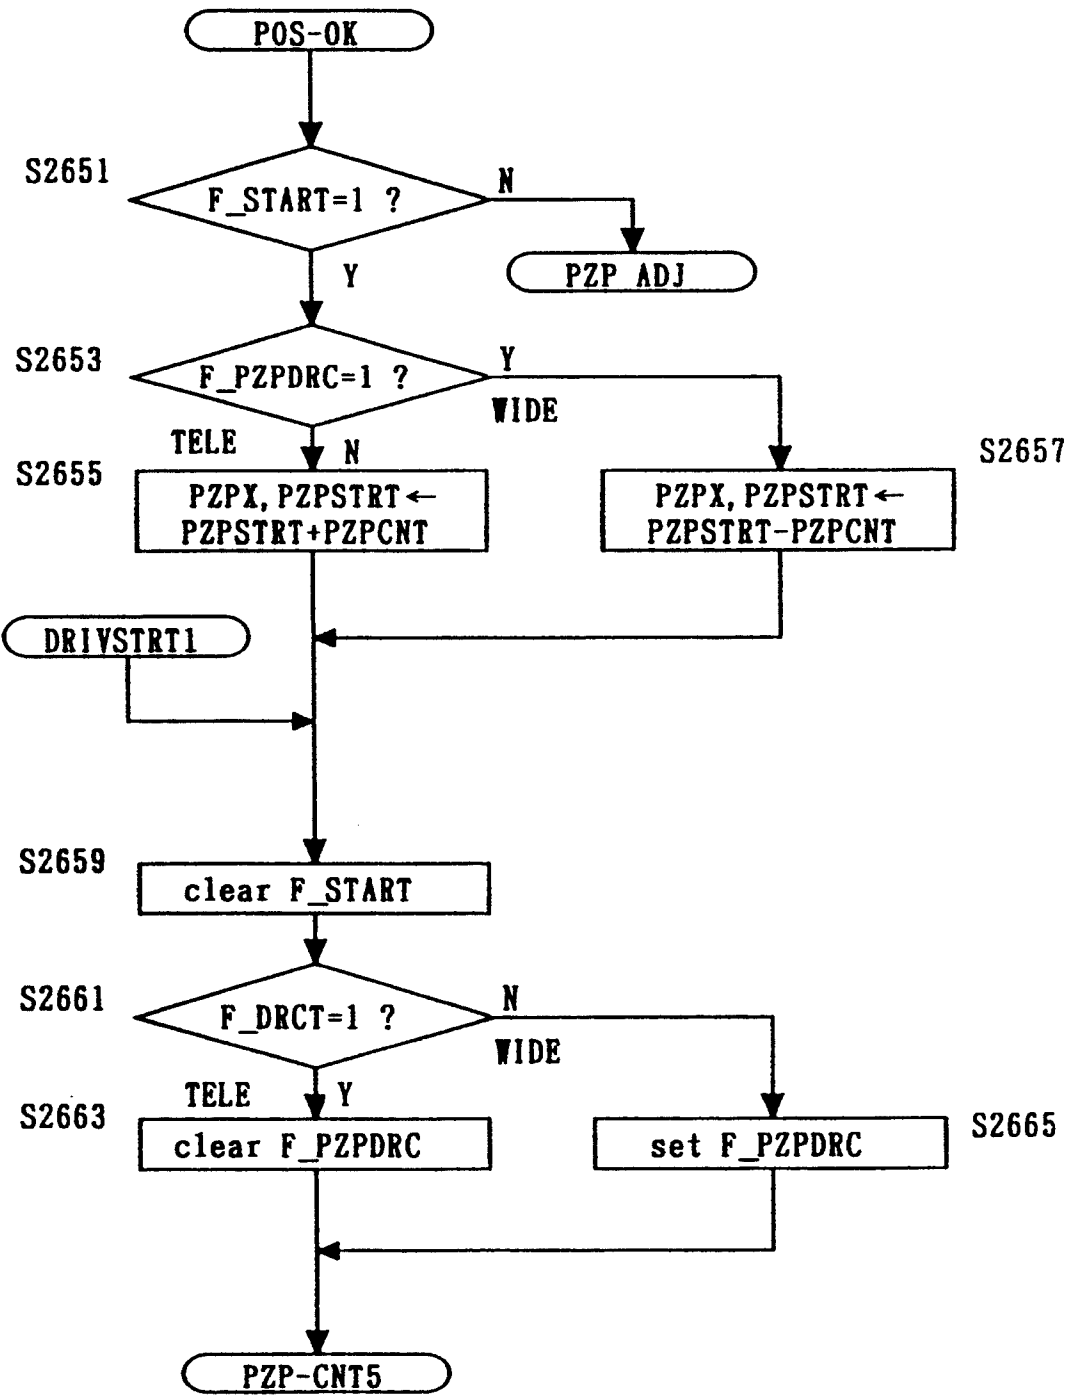 POS-OK
S2651
F_START=1 ?
N
Y
PZP ADJ
S2653
F_PZPDRC=1 ?
Y
WIDE
TELE
N
S2655
PZPX, PZPSTRT←
PZPSTRT+PZPCNT
S2657
PZPX, PZPSTRT←
PZPSTRT-PZPCNT
DRIVSTRT1
S2659
clear F_START
S2661
F_DRCT=1 ?
N
WIDE
TELE
Y
S2663
clear F_PZPDRC
set F_PZPDRC
S2665
PZP-CNT5